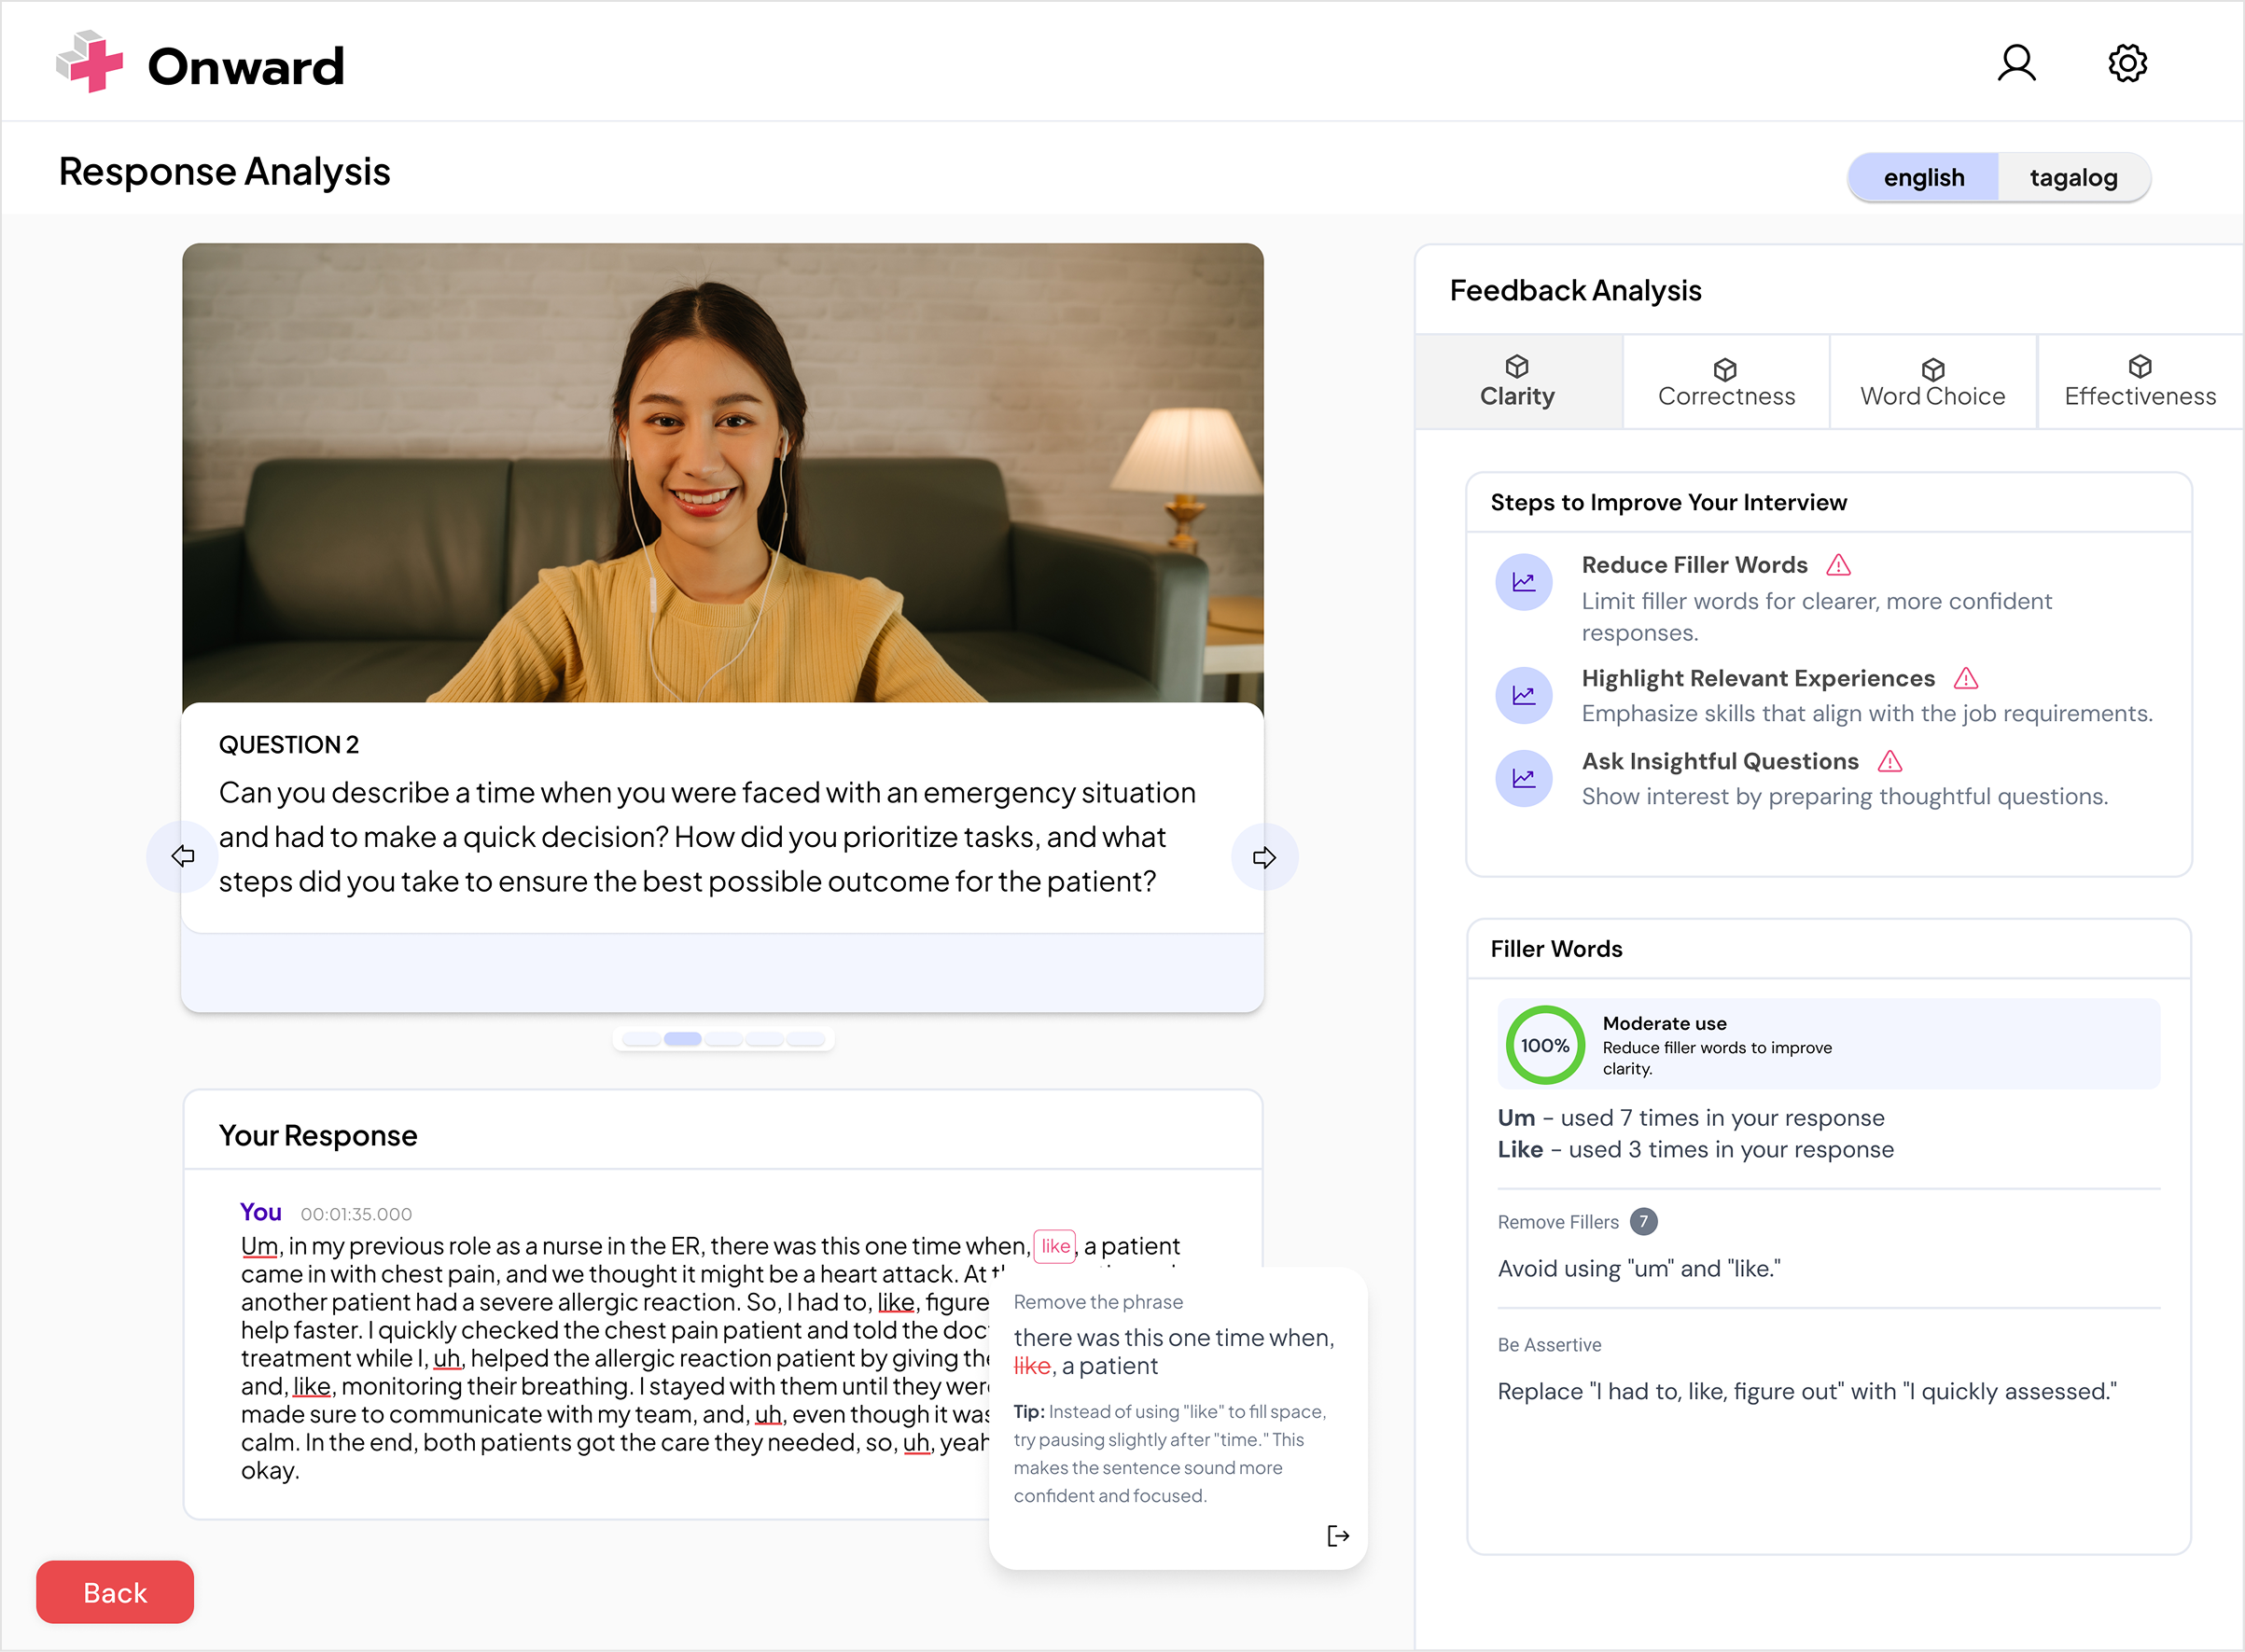 Onward
Response Analysis
english
tagalog
QUESTION 2
Can you describe a time when you were faced with an emergency situation
and had to make a quick decision? How did you prioritize tasks, and what
steps did you take to ensure the best possible outcome for the patient?
Your Response
You 00:01:35.000
Um, in my previous role as a nurse in the ER, there was this one time when, like, a patient
came in with chest pain, and we thought it might be a heart attack. At
another patient had a severe allergic reaction. So, I had to, like, figure
help faster. I quickly checked the chest pain patient and told the
treatment while I, uh, helped the allergic reaction patient by giving
and, like, monitoring their breathing. I stayed with them until they
made sure to communicate with my team, and, uh, even though it was
calm. In the end, both patients got the care they needed, so, uh, yeah
okay.
Remove the phrase
there was this one time when,
like, a patient
Tip: Instead of using "like" to fill space,
try pausing slightly after "time." This
makes the sentence sound more
confident and focused.
Back
Feedback Analysis
Clarity
Correctness
Word Choice
Effectiveness
Steps to Improve Your Interview
Reduce Filler Words
Limit filler words for clearer, more confident
responses.
Highlight Relevant Experiences
Emphasize skills that align with the job requirements.
Ask Insightful Questions
Show interest by preparing thoughtful questions.
Filler Words
100%
Moderate use
Reduce filler words to improve
clarity.
Um - used 7 times in your response
Like - used 3 times in your response
Remove Fillers 7
Avoid using "um" and "like."
Be Assertive
Replace "I had to, like, figure out" with "I quickly assessed."